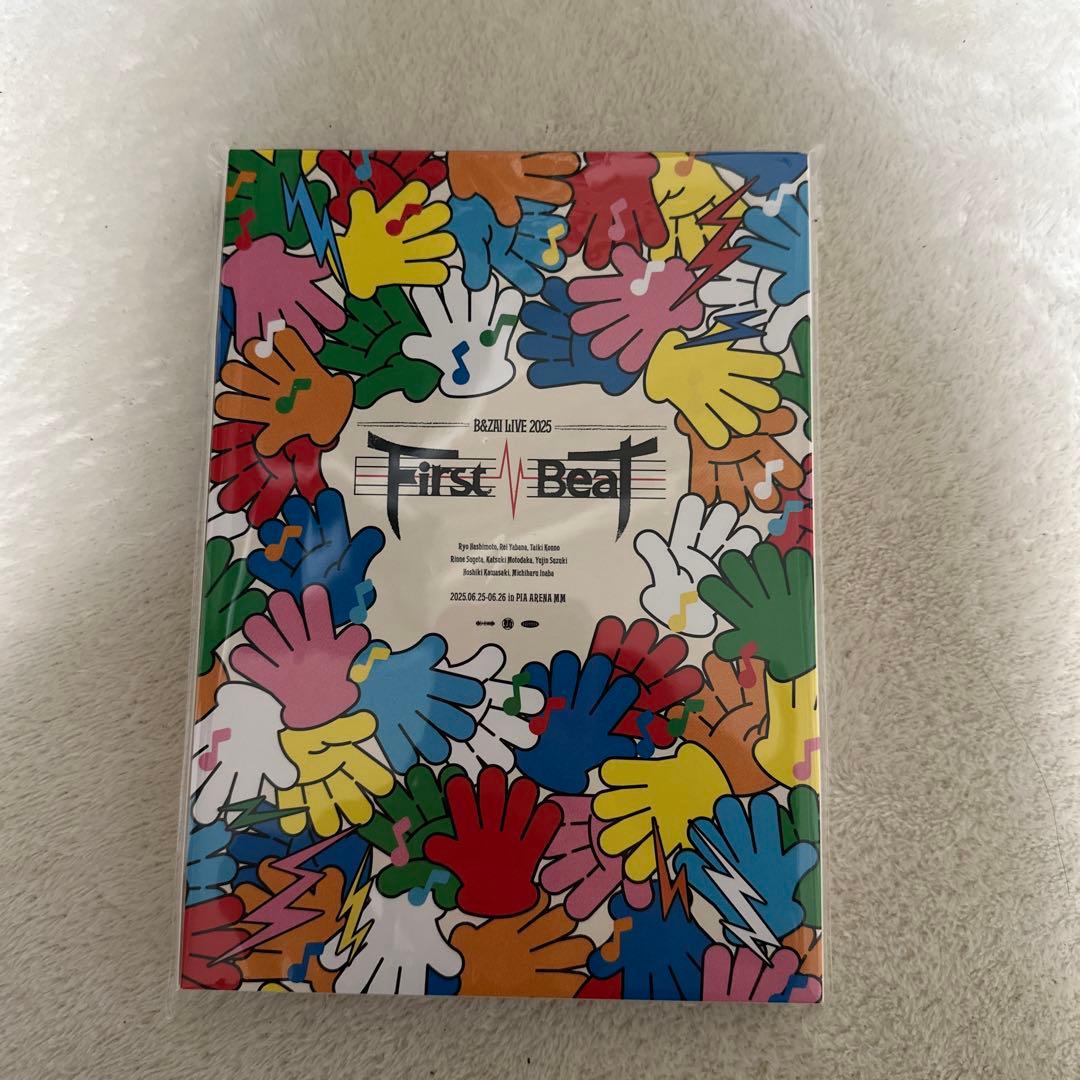 B&ZAI LIVE 2025
First Beat
Ryo Hashimoto, Rei Yabana, Taiki Konno
Rinne Sugeta, Katsuki Motodaka, Yujin Suzuki
Hoshiki Kawasaki, Michiharu Inaba
2025.06.25-06.26 in PIA ARENA MM